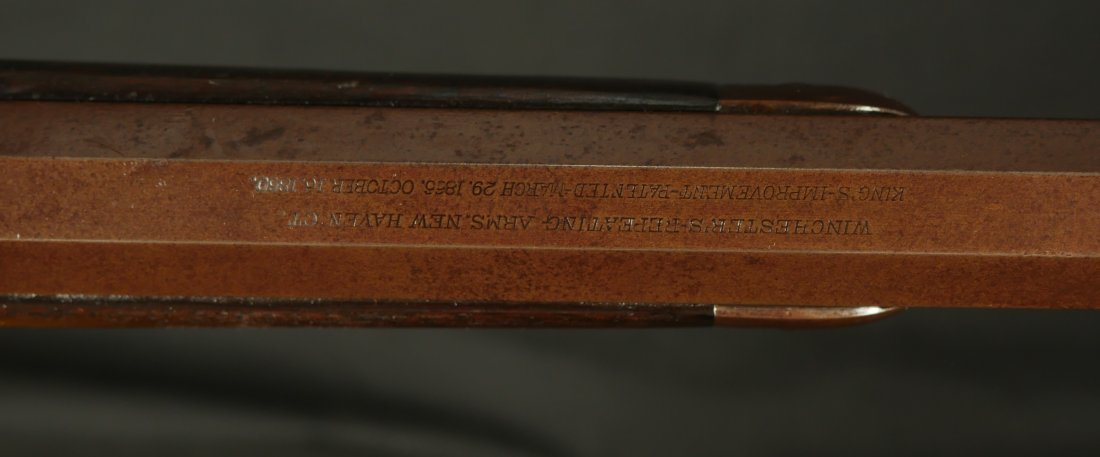 WINCHESTER'S-REPEATING-ARMS. NEW HAVEN. CT.
KING'S-IMPROVEMENT-PATENTED-MARCH 29. 1866. OCTOBER 16. 1860.